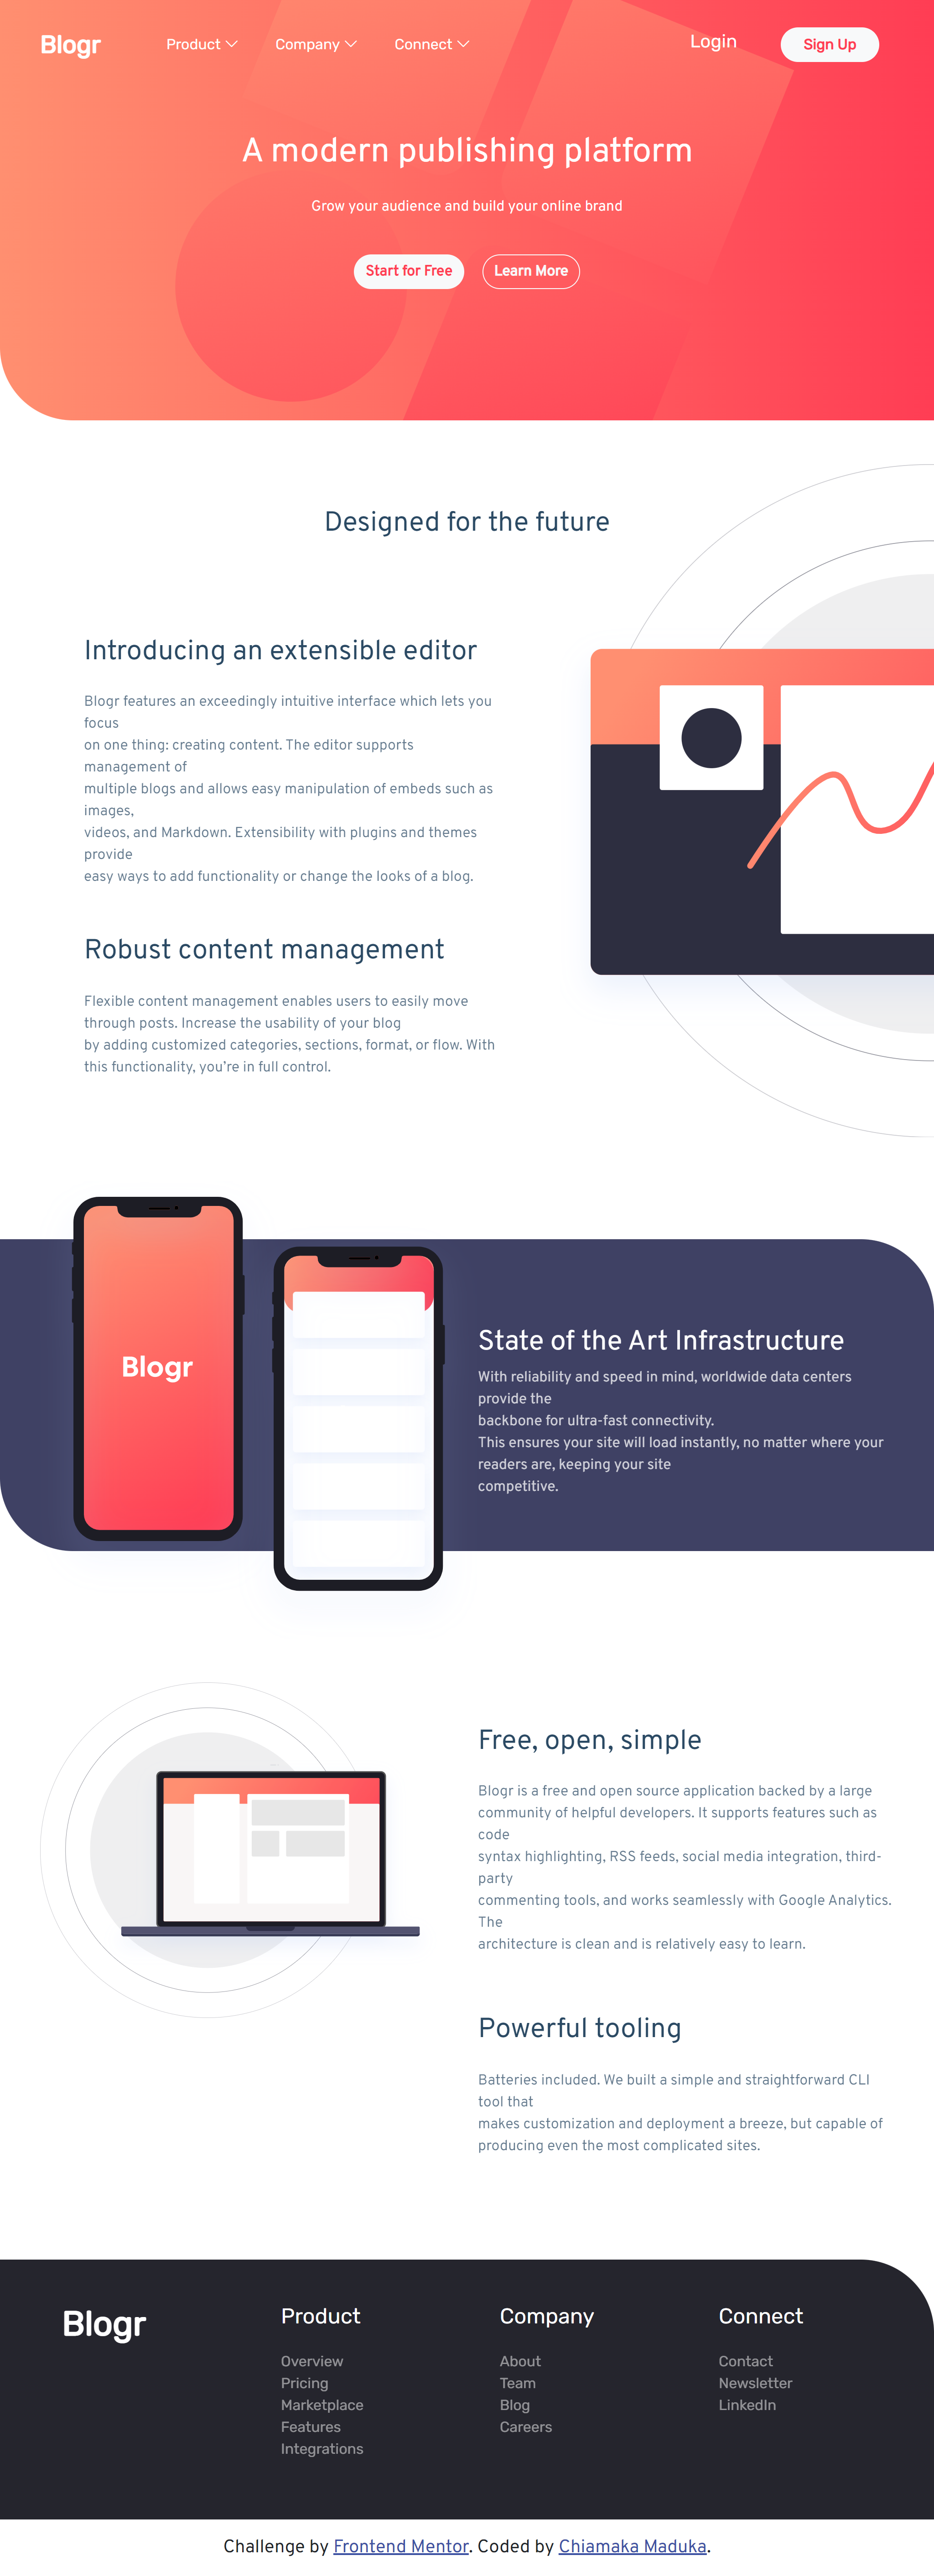 Blogr Product Company Connect Login Sign Up
A modern publishing platform
Grow your audience and build your online brand
Start for Free Learn More
Designed for the future
Introducing an extensible editor
Blogr features an exceedingly intuitive interface which lets you
focus
on one thing: creating content. The editor supports
management of
multiple blogs and allows easy manipulation of embeds such as
images,
videos, and Markdown. Extensibility with plugins and themes
provide
easy ways to add functionality or change the looks of a blog.
Robust content management
Flexible content management enables users to easily move
through posts. Increase the usability of your blog
by adding customized categories, sections, format, or flow. With
this functionality, you’re in full control.
Blogr
State of the Art Infrastructure
With reliability and speed in mind, worldwide data centers
provide the
backbone for ultra-fast connectivity.
This ensures your site will load instantly, no matter where your
readers are, keeping your site
competitive.
Free, open, simple
Blogr is a free and open source application backed by a large
community of helpful developers. It supports features such as
code
syntax highlighting, RSS feeds, social media integration, third-
party
commenting tools, and works seamlessly with Google Analytics.
The
architecture is clean and is relatively easy to learn.
Powerful tooling
Batteries included. We built a simple and straightforward CLI
tool that
makes customization and deployment a breeze, but capable of
producing even the most complicated sites.
Blogr
Product
Overview
Pricing
Marketplace
Features
Integrations
Company
About
Team
Blog
Careers
Connect
Contact
Newsletter
LinkedIn
Challenge by Frontend Mentor. Coded by Chiamaka Maduka.